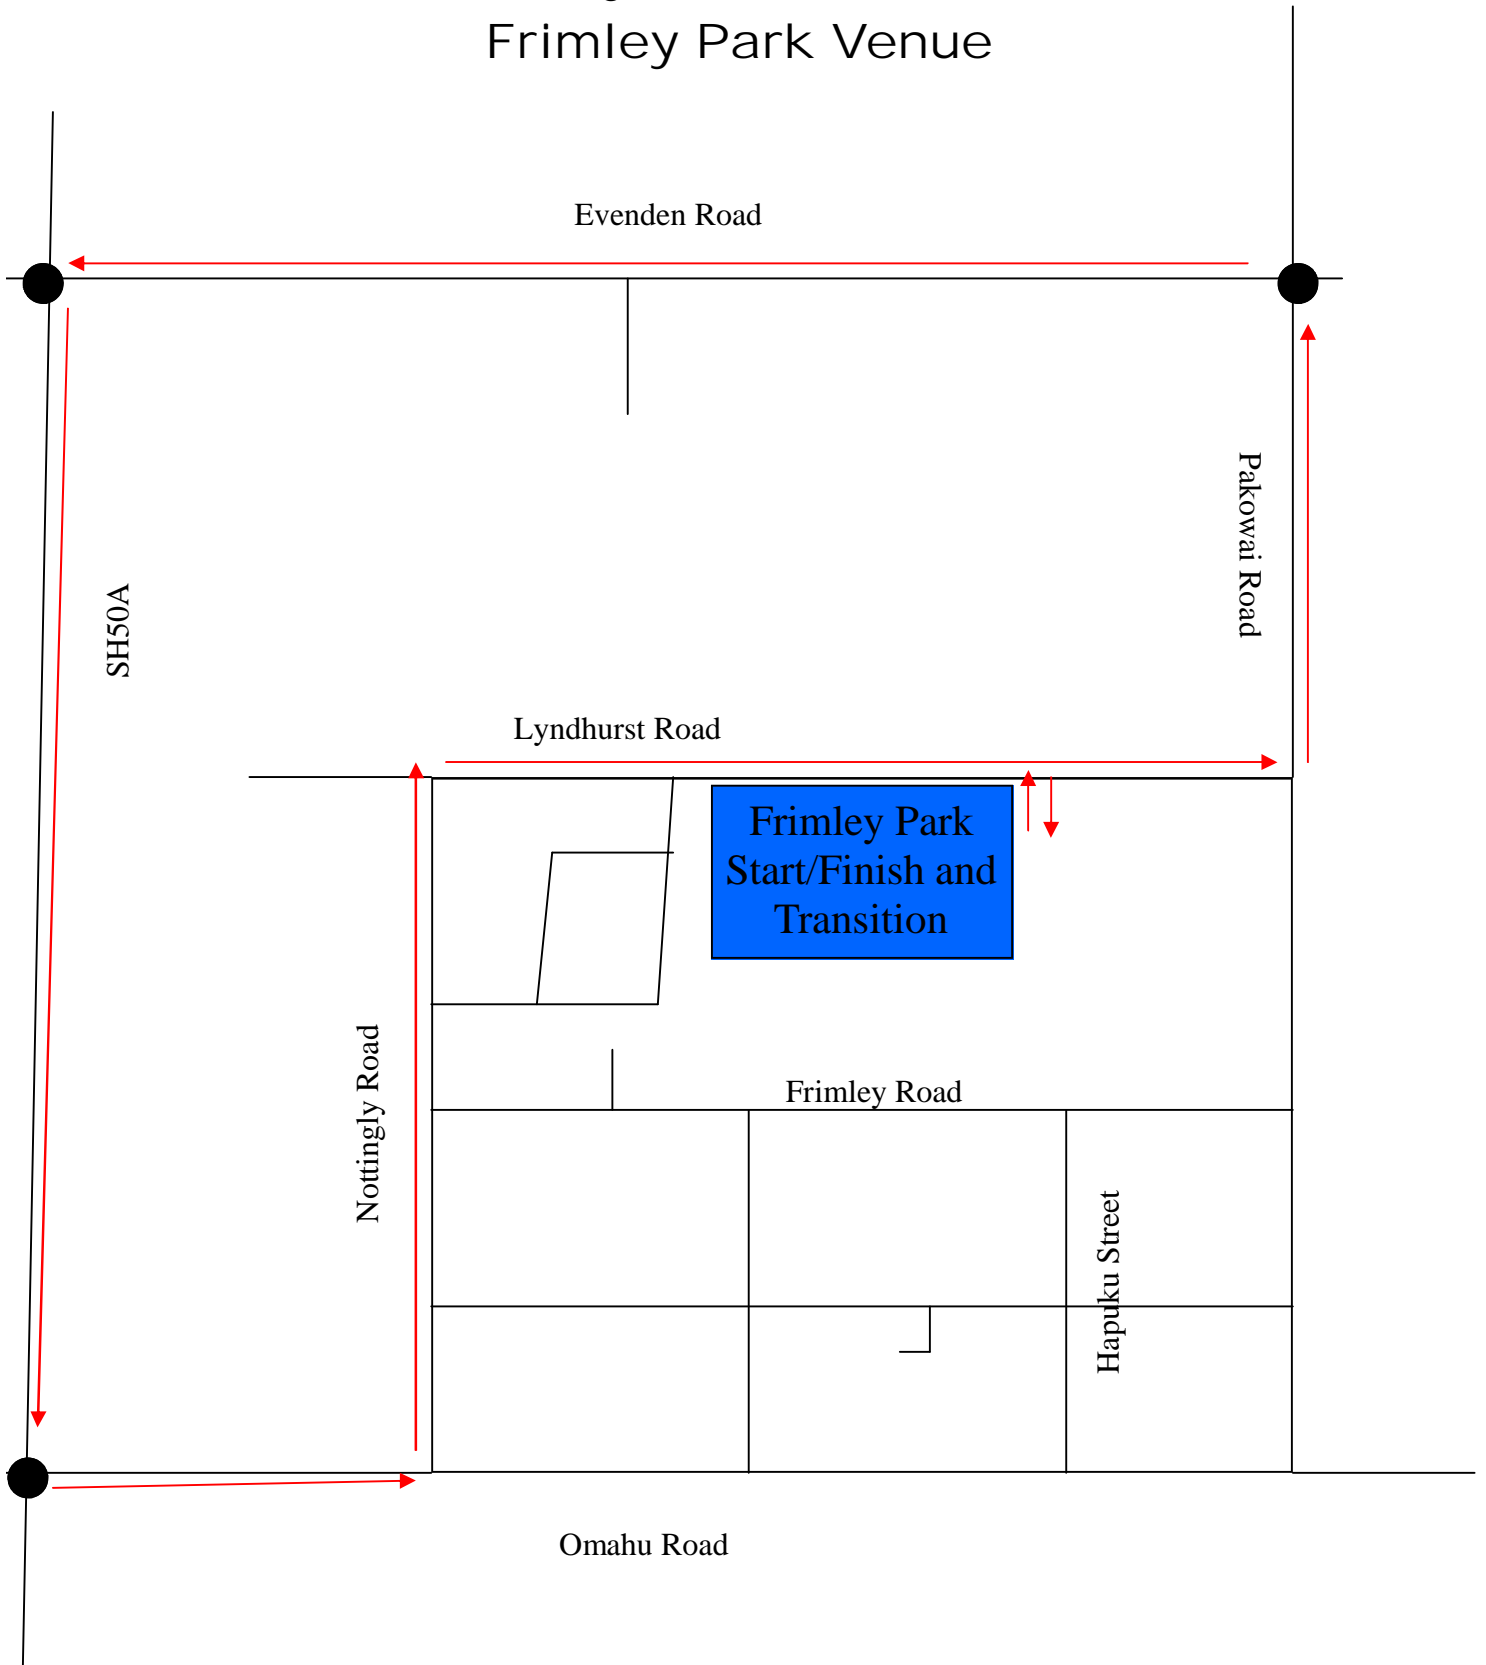 Frimley Park Venue
Evenden Road
Pakowai Road
SH50A
Lyndhurst Road
Frimley Park
Start/Finish and
Transition
Nottingly Road
Frimley Road
Hapuku Street
Omahu Road